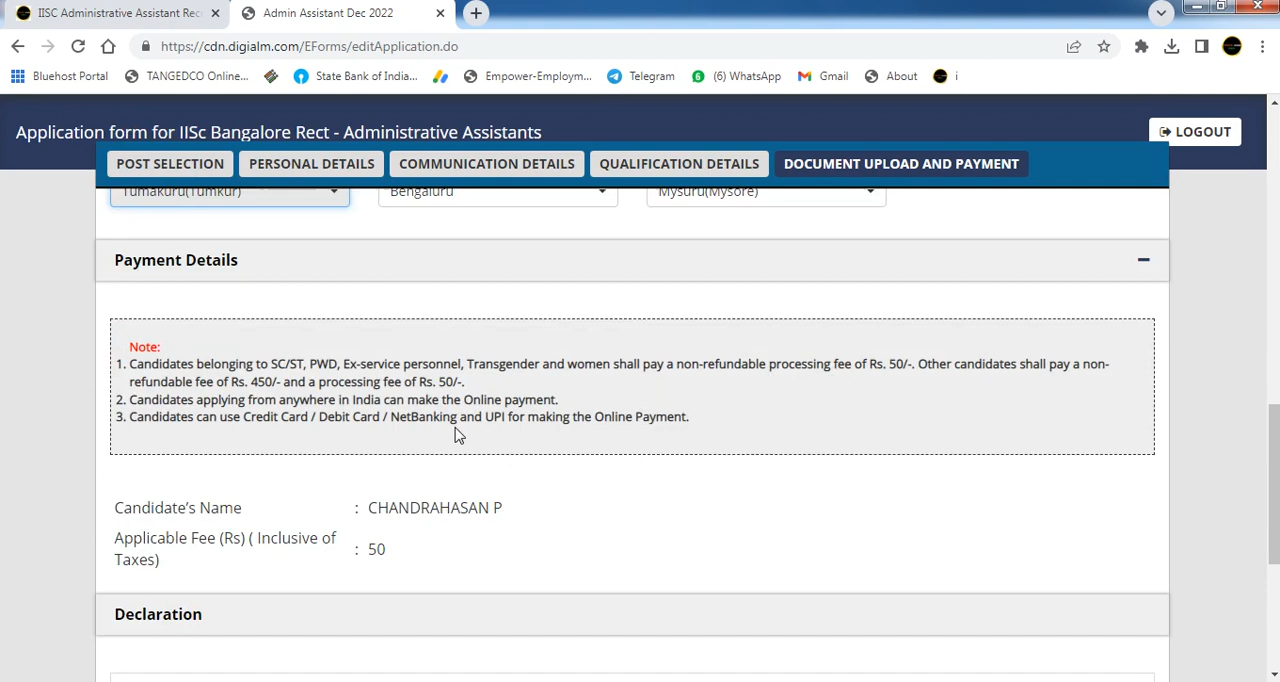 IISC Administrative Assistant Rec
Admin Assistant Dec 2022
https://cdn.digialm.com/EForms/editApplication.do
Bluehost Portal
TANGEDCO Online...
State Bank of India...
Empower-Employm...
Telegram
6
(6) WhatsApp
Gmail
About
i
Application form for IISc Bangalore Rect - Administrative Assistants
LOGOUT
POST SELECTION
PERSONAL DETAILS
COMMUNICATION DETAILS
QUALIFICATION DETAILS
DOCUMENT UPLOAD AND PAYMENT
Tumakuru(Tumkur)
Bengaluru
Mysuru(Mysore)
Payment Details
Note:
1. Candidates belonging to SC/ST, PWD, Ex-service personnel, Transgender and women shall pay a non-refundable processing fee of Rs. 50/-. Other candidates shall pay a non-
refundable fee of Rs. 450/- and a processing fee of Rs. 50/-.
2. Candidates applying from anywhere in India can make the Online payment.
3. Candidates can use Credit Card / Debit Card / NetBanking and UPI for making the Online Payment.
Candidate's Name : CHANDRAHASAN P
Applicable Fee (Rs) ( Inclusive of
Taxes) : 50
Declaration